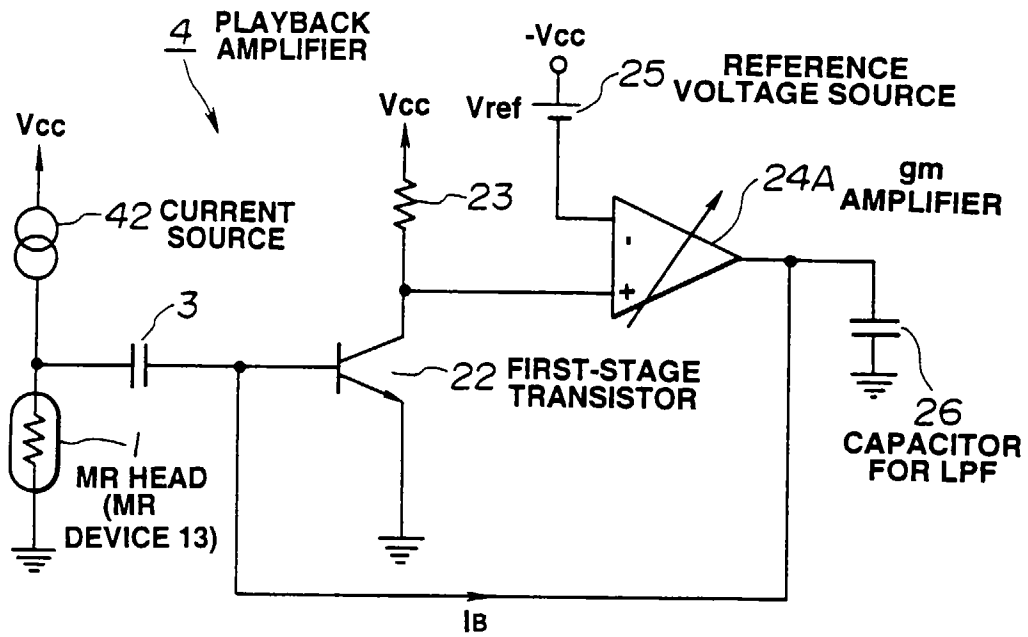 4 PLAYBACK
AMPLIFIER
-Vcc
25 REFERENCE
VOLTAGE SOURCE
Vcc
Vref
Vcc
23
24A gm
AMPLIFIER
42 CURRENT
SOURCE
-
+
3
22 FIRST-STAGE
TRANSISTOR
26
CAPACITOR
FOR LPF
1
MR HEAD
(MR
DEVICE 13)
IB